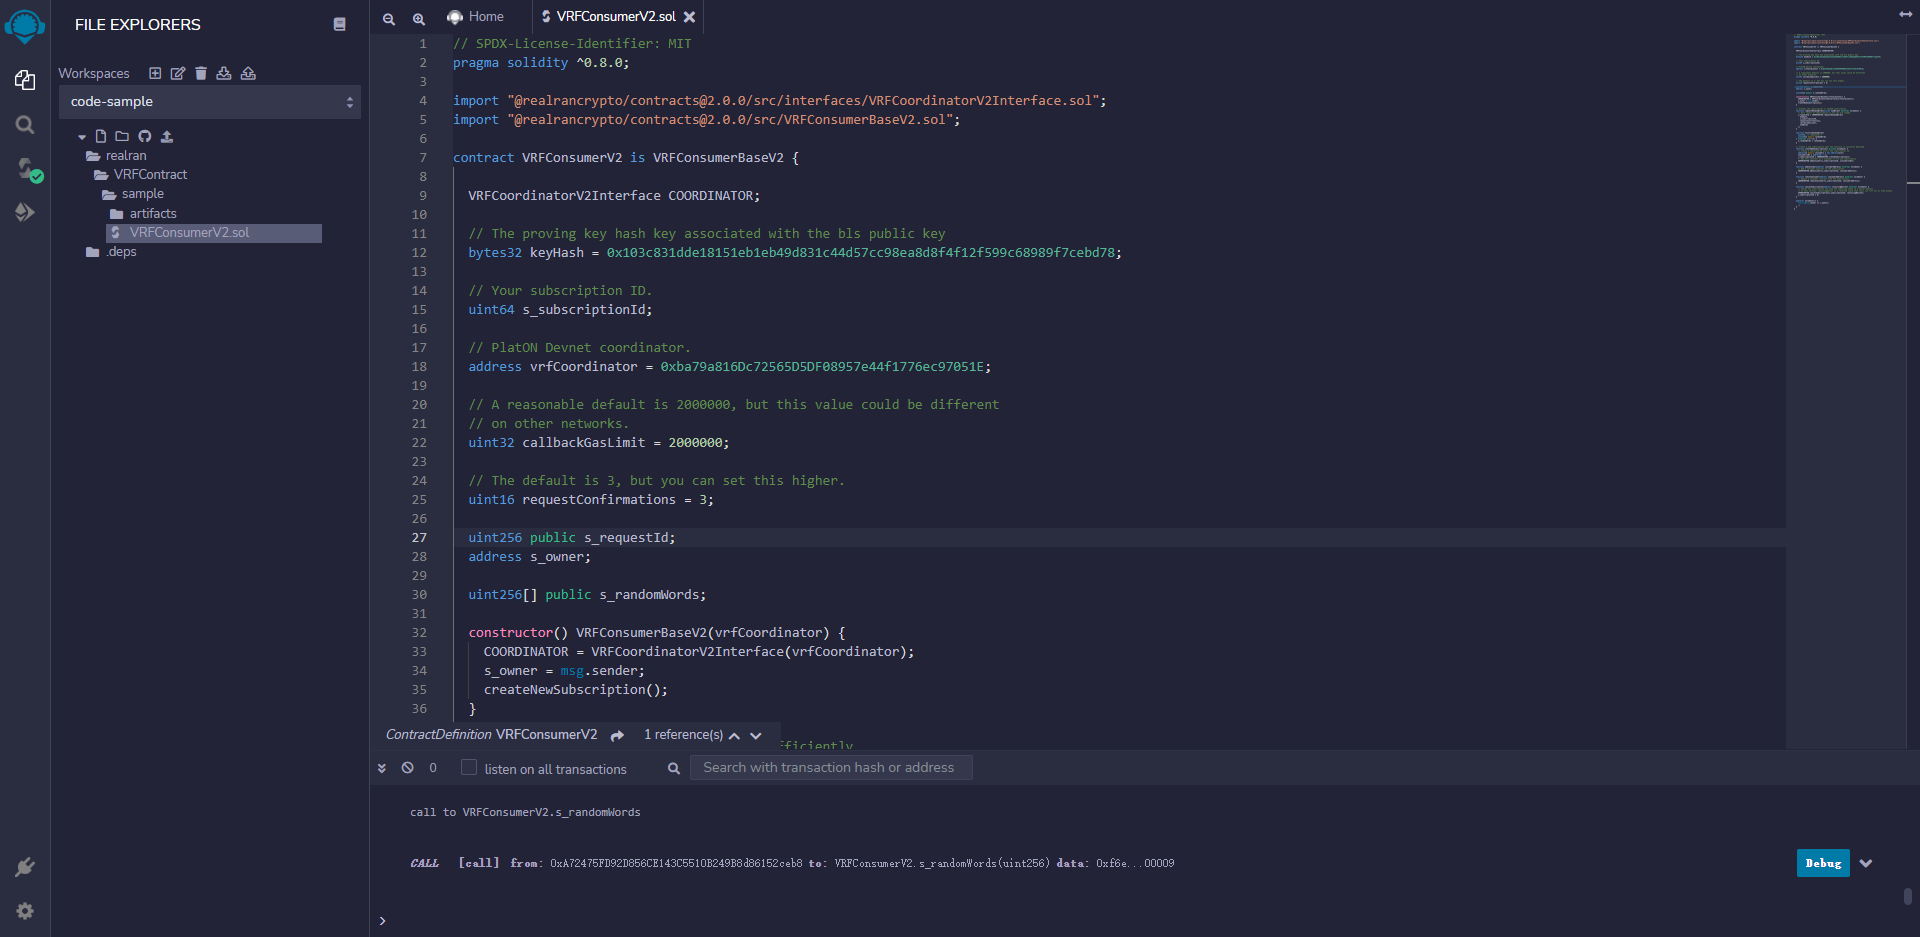 FILE EXPLORERS
Workspaces
code-sample
realran
VRFContract
sample
artifacts
VRFConsumerV2.sol
.deps
Home
VRFConsumerV2.sol
1 // SPDX-License-Identifier: MIT
2 pragma solidity ^0.8.0;
3
4 import "@realrancrypto/contracts@2.0.0/src/interfaces/VRFCoordinatorV2Interface.sol";
5 import "@realrancrypto/contracts@2.0.0/src/VRFConsumerBaseV2.sol";
6
7 contract VRFConsumerV2 is VRFConsumerBaseV2 {
8
9 VRFCoordinatorV2Interface COORDINATOR;
10
11 // The proving key hash key associated with the bls public key
12 bytes32 keyHash = 0x103c831dde18151eb1eb49d831c44d57cc98ea8d8f4f12f599c68989f7cebd78;
13
14 // Your subscription ID.
15 uint64 s_subscriptionId;
16
17 // PlatON Devnet coordinator.
18 address vrfCoordinator = 0xba79a816Dc72565D5DF08957e44f1776ec97051E;
19
20 // A reasonable default is 2000000, but this value could be different
21 // on other networks.
22 uint32 callbackGasLimit = 2000000;
23
24 // The default is 3, but you can set this higher.
25 uint16 requestConfirmations = 3;
26
27 uint256 public s_requestId;
28 address s_owner;
29
30 uint256[] public s_randomWords;
31
32 constructor() VRFConsumerBaseV2(vrfCoordinator) {
33 COORDINATOR = VRFCoordinatorV2Interface(vrfCoordinator);
34 s_owner = msg.sender;
35 createNewSubscription();
36 }
ContractDefinition VRFConsumerV2 1 reference(s)
0 listen on all transactions Search with transaction hash or address
call to VRFConsumerV2.s_randomWords
CALL [call] from: 0xA72475FD92D856CE143C5510B249B8d86152ceb8 to: VRFConsumerV2.s_randomWords(uint256) data: 0xf6e...00009
Debug
>